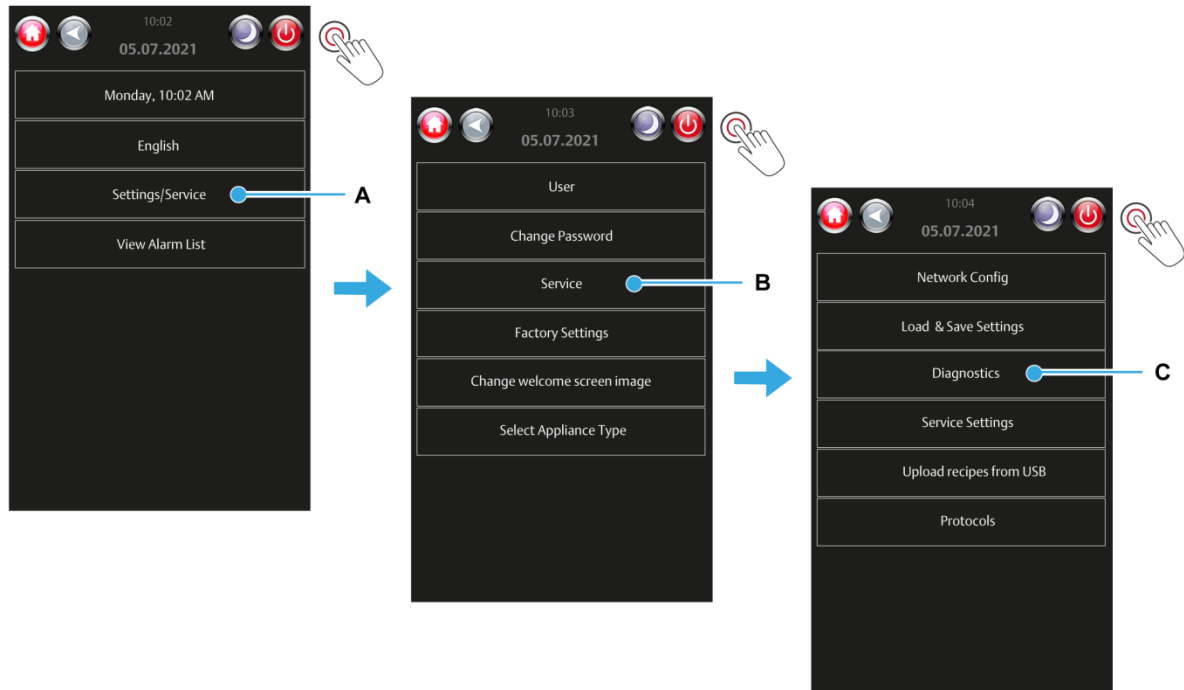 10:02
05.07.2021
Monday, 10:02 AM
English
Settings/Service
A
View Alarm List
10:03
05.07.2021
User
Change Password
Service
B
Factory Settings
Change welcome screen image
Select Appliance Type
10:04
05.07.2021
Network Config
Load & Save Settings
Diagnostics
C
Service Settings
Upload recipes from USB
Protocols